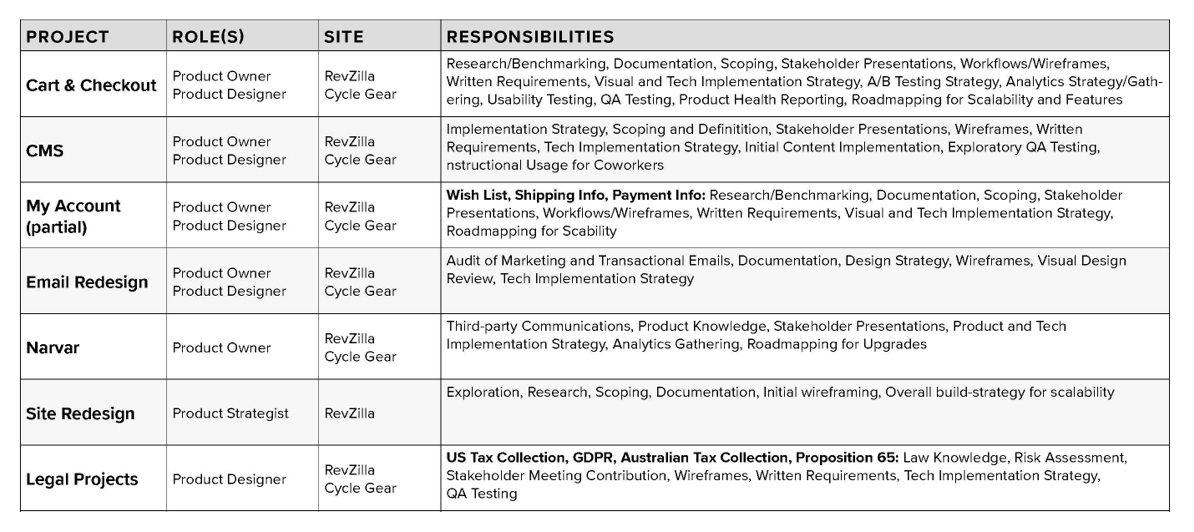 PROJECT ROLE(S) SITE RESPONSIBILITIES
Cart & Checkout
Product Owner
Product Designer
RevZilla
Cycle Gear
Research/Benchmarking, Documentation, Scoping, Stakeholder Presentations, Workflows/Wireframes,
Written Requirements, Visual and Tech Implementation Strategy, A/B Testing Strategy, Analytics Strategy/Gath-
ering, Usability Testing, QA Testing, Product Health Reporting, Roadmapping for Scalability and Features
CMS
Product Owner
Product Designer
RevZilla
Cycle Gear
Implementation Strategy, Scoping and Definitition, Stakeholder Presentations, Wireframes, Written
Requirements, Tech Implementation Strategy, Initial Content Implementation, Exploratory QA Testing,
nstructional Usage for Coworkers
My Account
(partial)
Product Owner
Product Designer
RevZilla
Cycle Gear
Wish List, Shipping Info, Payment Info: Research/Benchmarking, Documentation, Scoping, Stakeholder
Presentations, Workflows/Wireframes, Written Requirements, Visual and Tech Implementation Strategy,
Roadmapping for Scability
Email Redesign
Product Owner
Product Designer
RevZilla
Cycle Gear
Audit of Marketing and Transactional Emails, Documentation, Design Strategy, Wireframes, Visual Design
Review, Tech Implementation Strategy
Narvar
Product Owner
RevZilla
Cycle Gear
Third-party Communications, Product Knowledge, Stakeholder Presentations, Product and Tech
Implementation Strategy, Analytics Gathering, Roadmapping for Upgrades
Site Redesign
Product Strategist
RevZilla
Exploration, Research, Scoping, Documentation, Initial wireframing, Overall build-strategy for scalability
Legal Projects
Product Designer
RevZilla
Cycle Gear
US Tax Collection, GDPR, Australian Tax Collection, Proposition 65: Law Knowledge, Risk Assessment,
Stakeholder Meeting Contribution, Wireframes, Written Requirements, Tech Implementation Strategy,
QA Testing